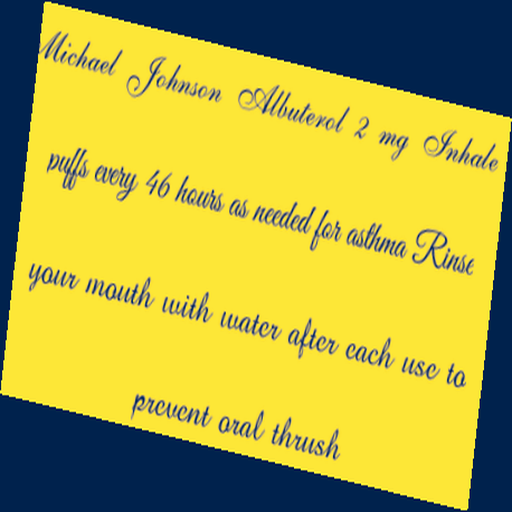 Michael Johnson Albuterol 2 mg Inhale
puffs every 46 hours as needed for asthma Rinse
your mouth with water after each use to
prevent oral thrush